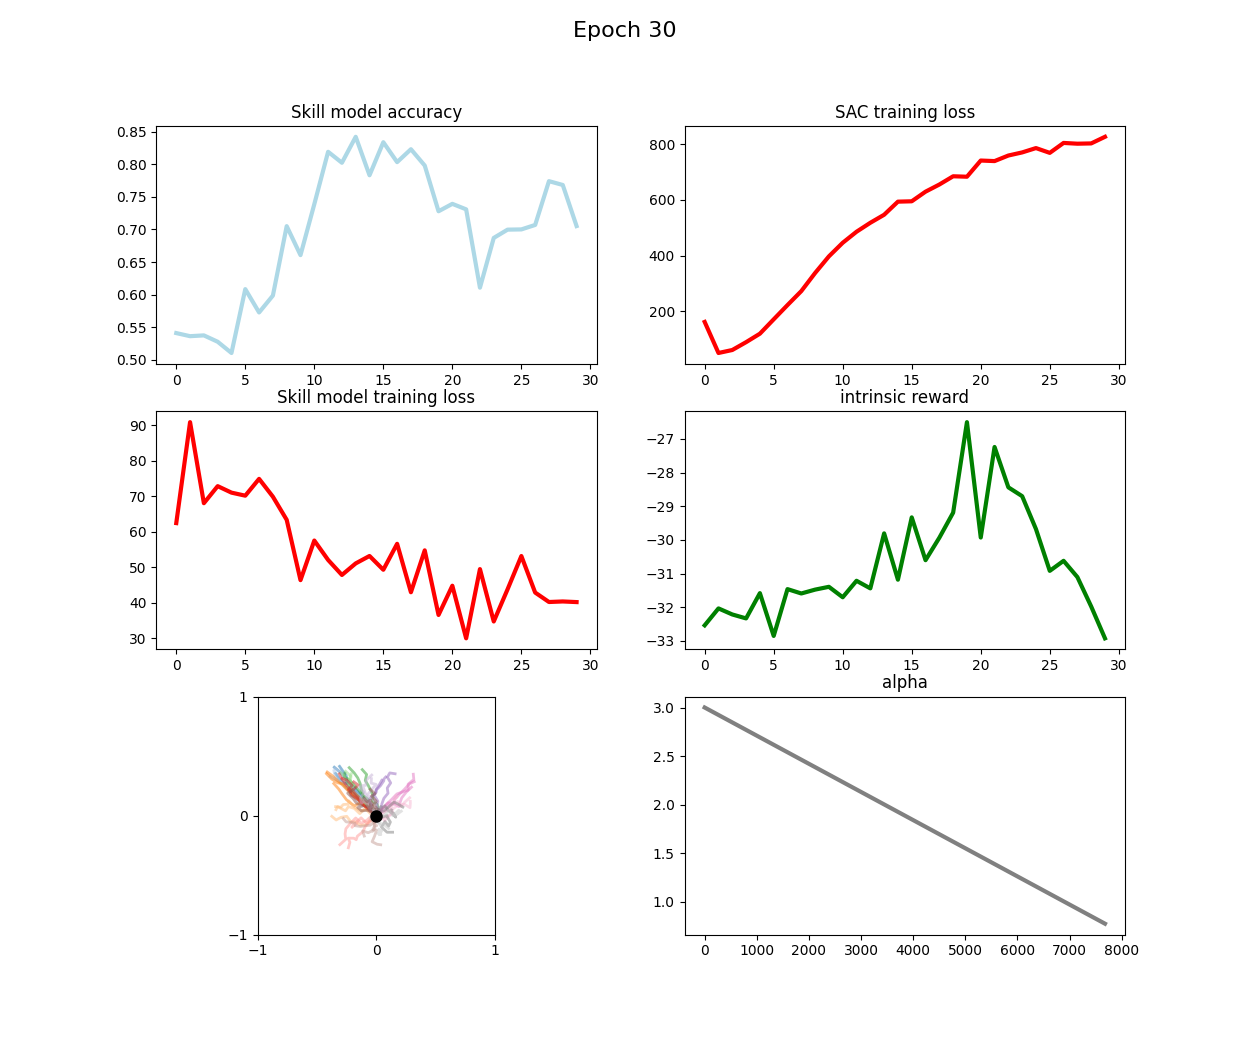 Epoch 30
Skill model accuracy
0.85
0.80
0.75
0.70
0.65
0.60
0.55
0.50
0 5 10 15 20 25 30
SAC training loss
800
600
400
200
0 5 10 15 20 25 30
Skill model training loss
90
80
70
60
50
40
30
0 5 10 15 20 25 30
intrinsic reward
−27
−28
−29
−30
−31
−32
−33
0 5 10 15 20 25 30
1
0
−1
−1 0 1
alpha
3.0
2.5
2.0
1.5
1.0
0 1000 2000 3000 4000 5000 6000 7000 8000